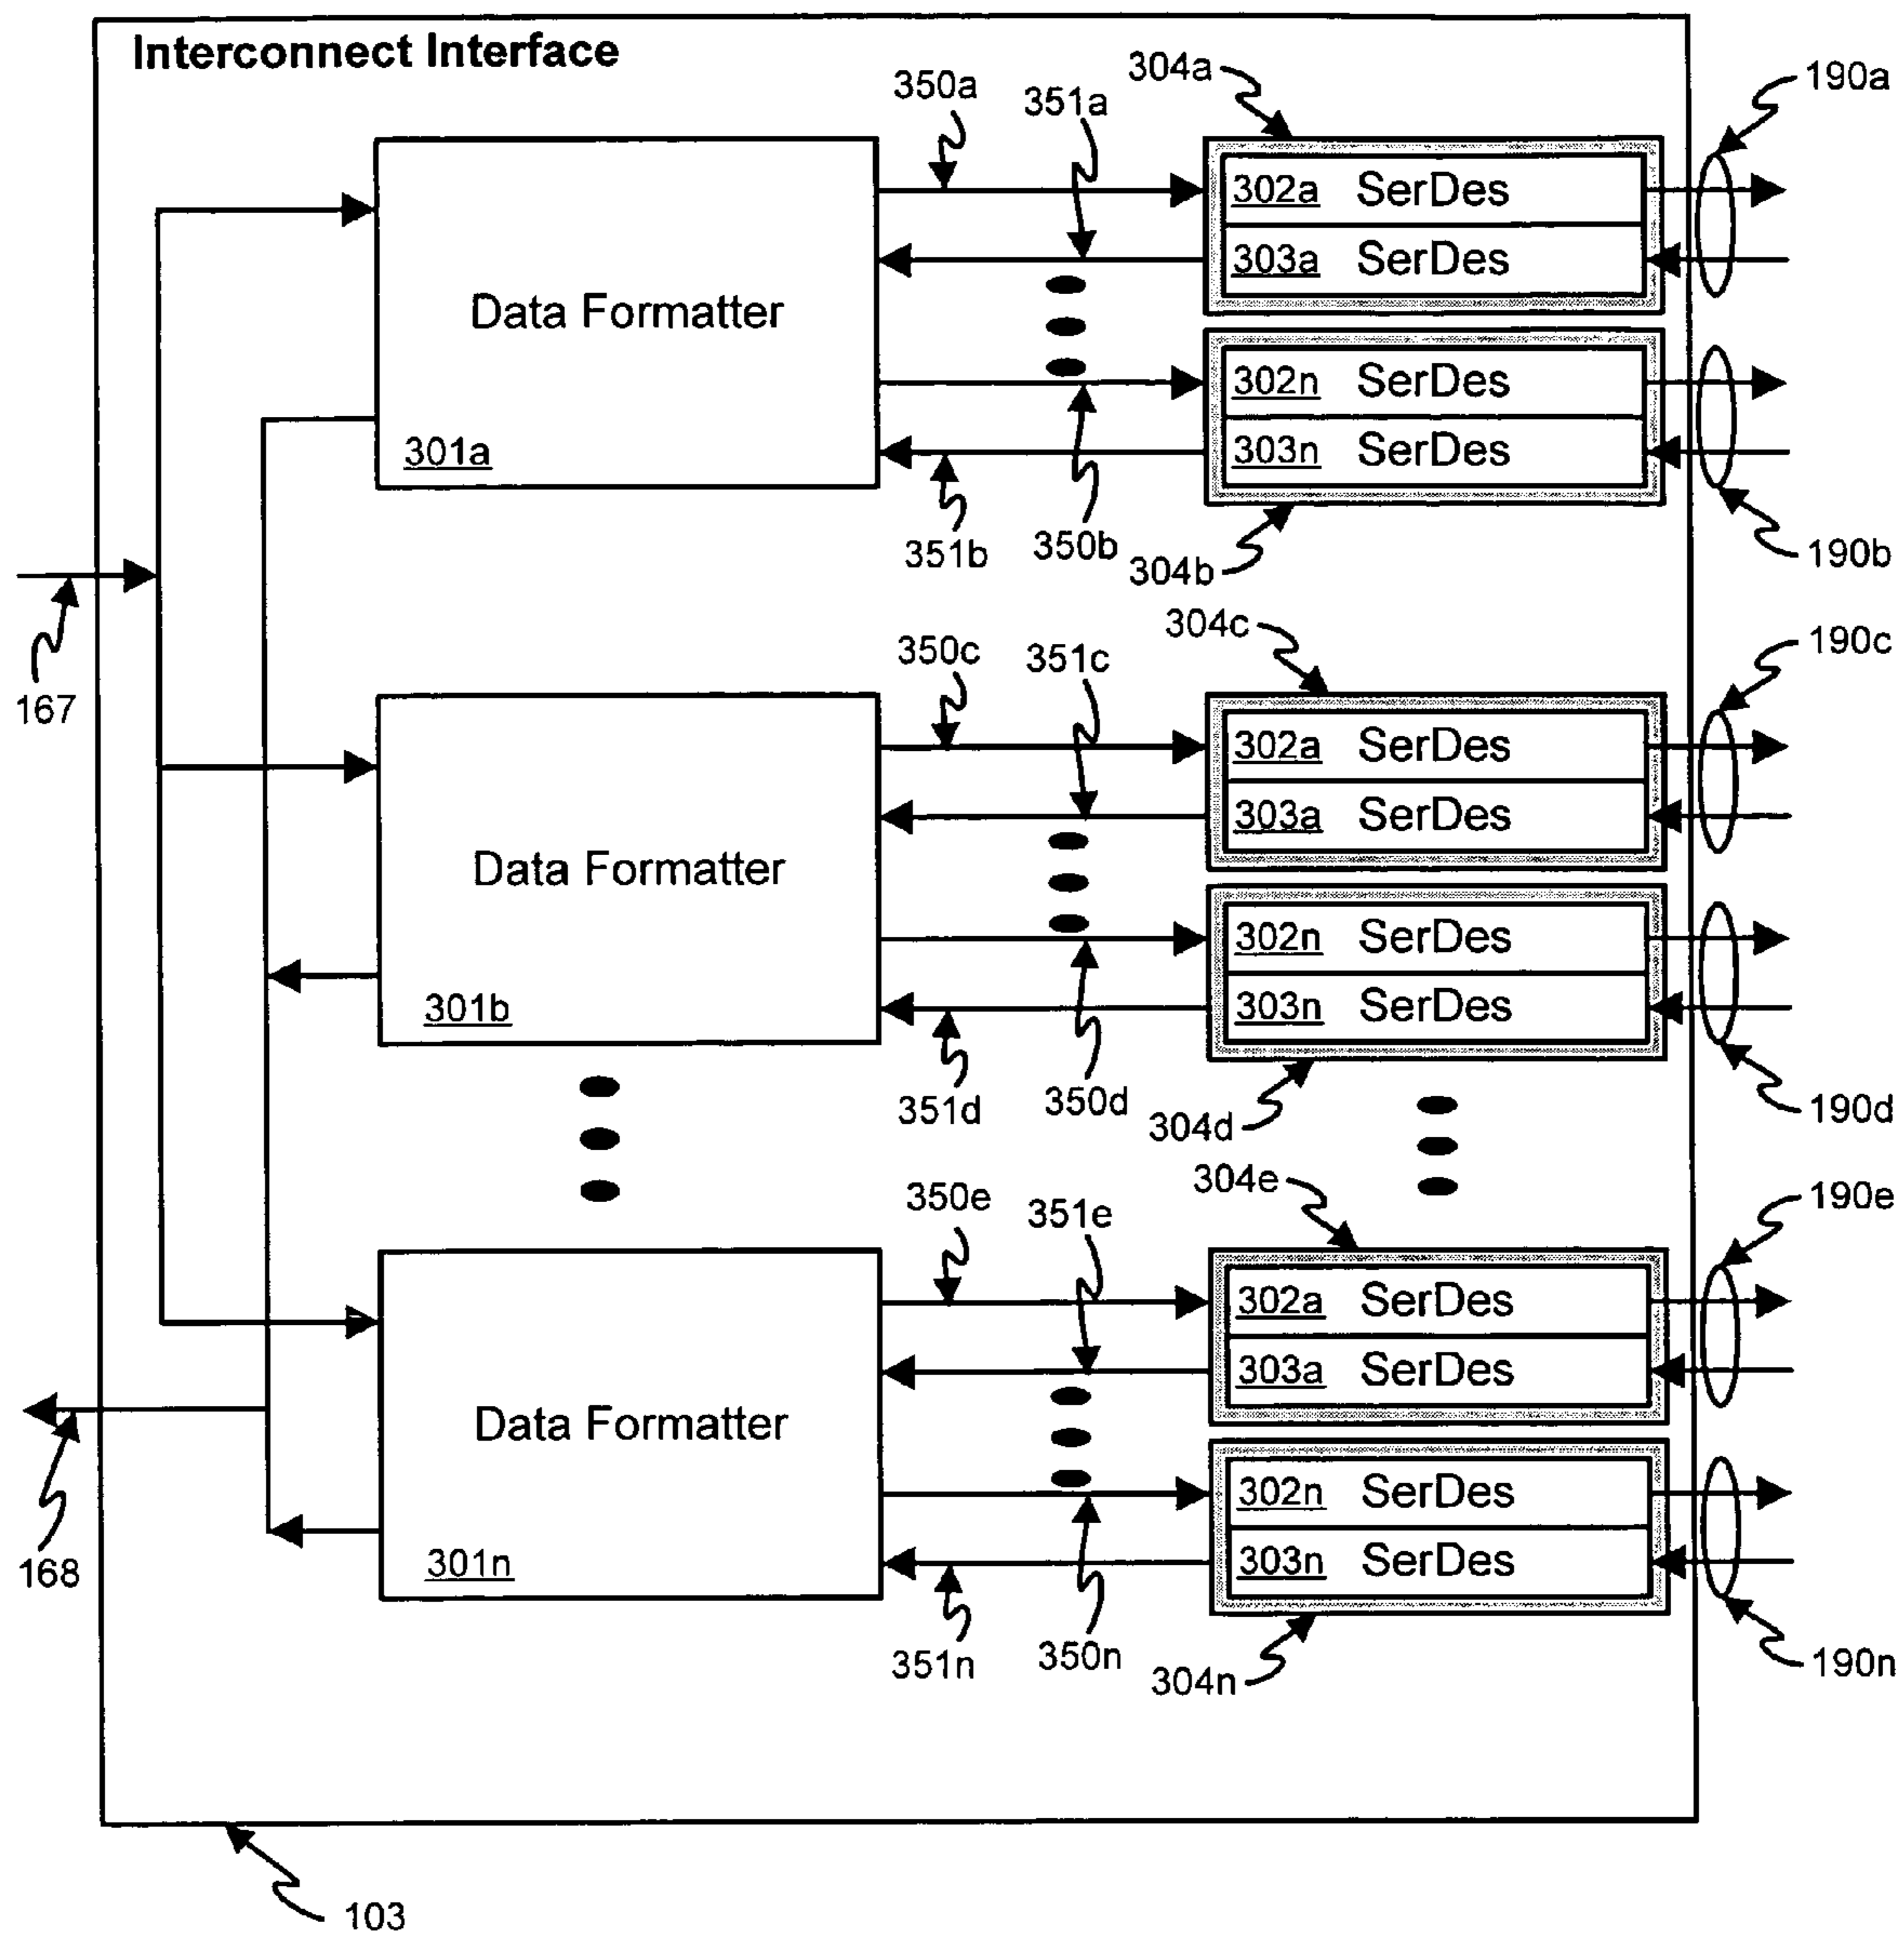 Interconnect Interface
350a
351a
304a
190a
302a SerDes
303a SerDes
Data Formatter
302n SerDes
303n SerDes
301a
351b
350b
304b
190b
167
350c
351c
304c
190c
302a SerDes
303a SerDes
Data Formatter
302n SerDes
303n SerDes
301b
351d
350d
304d
190d
350e
351e
304e
190e
302a SerDes
303a SerDes
Data Formatter
302n SerDes
303n SerDes
301n
168
351n
350n
304n
190n
103